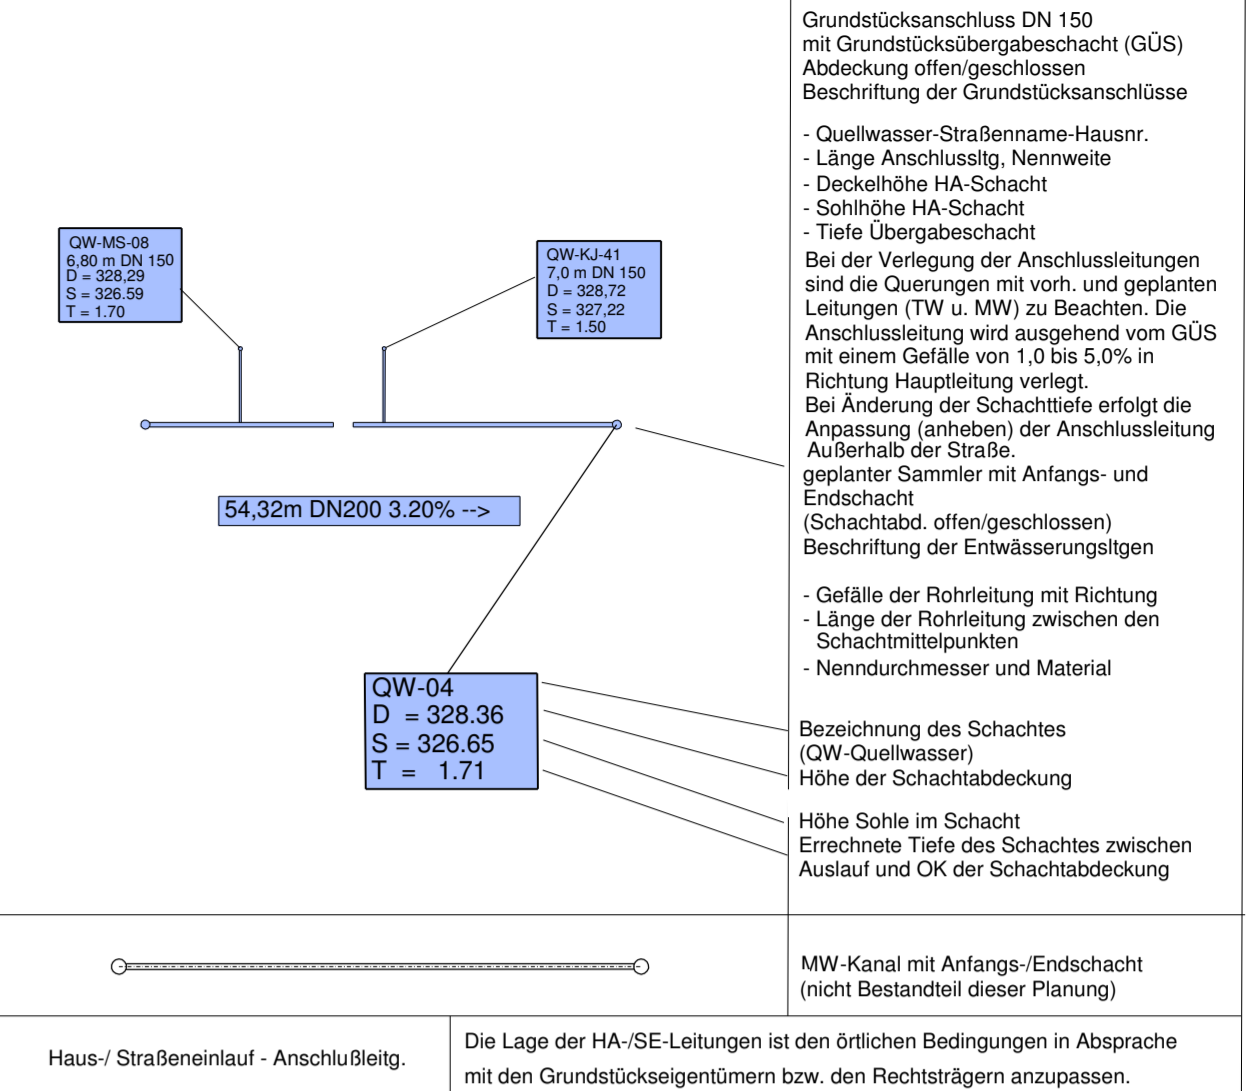 Grundstücksanschluss DN 150
mit Grundstücksübergabeschacht (GÜS)
Abdeckung offen/geschlossen
Beschriftung der Grundstücksanschlüsse
- Quellwasser-Straßenname-Hausnr.
- Länge Anschlussltg, Nennweite
- Deckelhöhe HA-Schacht
- Sohlhöhe HA-Schacht
- Tiefe Übergabeschacht
Bei der Verlegung der Anschlussleitungen
sind die Querungen mit vorh. und geplanten
Leitungen (TW u. MW) zu Beachten. Die
Anschlussleitung wird ausgehend vom GÜS
mit einem Gefälle von 1,0 bis 5,0% in
Richtung Hauptleitung verlegt.
Bei Änderung der Schachttiefe erfolgt die
Anpassung (anheben) der Anschlussleitung
Außerhalb der Straße.
QW-MS-08
6,80 m DN 150
D = 328,29
S = 326.59
T = 1.70
QW-KJ-41
7,0 m DN 150
D = 328,72
S = 327,22
T = 1.50
geplanter Sammler mit Anfangs- und
Endschacht
(Schachtabd. offen/geschlossen)
Beschriftung der Entwässerungsltgen
- Gefälle der Rohrleitung mit Richtung
- Länge der Rohrleitung zwischen den
Schachtmittelpunkten
- Nenndurchmesser und Material
54,32m DN200 3.20% -->
QW-04
D = 328.36
S = 326.65
T = 1.71
Bezeichnung des Schachtes
(QW-Quellwasser)
Höhe der Schachtabdeckung
Höhe Sohle im Schacht
Errechnete Tiefe des Schachtes zwischen
Auslauf und OK der Schachtabdeckung
MW-Kanal mit Anfangs-/Endschacht
(nicht Bestandteil dieser Planung)
Haus-/ Straßeneinlauf - Anschlußleitg.
Die Lage der HA-/SE-Leitungen ist den örtlichen Bedingungen in Absprache
mit den Grundstückseigentümern bzw. den Rechtsträgern anzupassen.